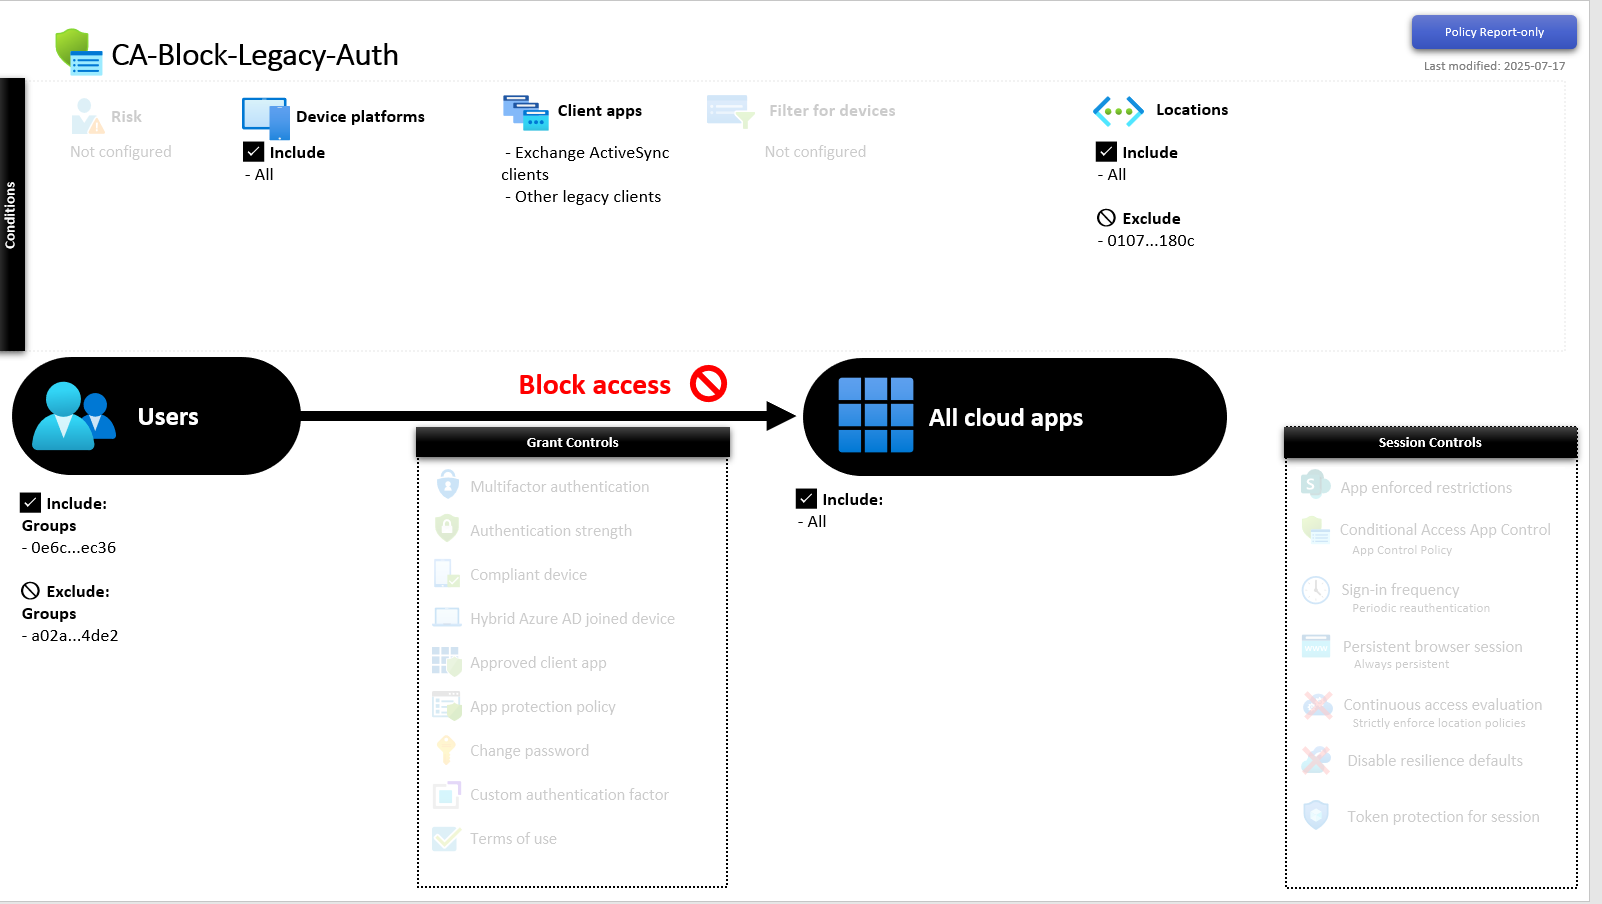 CA-Block-Legacy-Auth
Policy Report-only
Last modified: 2025-07-17
Conditions
Risk
Not configured
Device platforms
Include
- All
Client apps
- Exchange ActiveSync
clients
- Other legacy clients
Filter for devices
Not configured
Locations
Include
- All
Exclude
- 0107...180c
Users
Block access
All cloud apps
Include:
Groups
- 0e6c...ec36
Exclude:
Groups
- a02a...4de2
Grant Controls
Multifactor authentication
Authentication strength
Compliant device
Hybrid Azure AD joined device
Approved client app
App protection policy
Change password
Custom authentication factor
Terms of use
Include:
- All
Session Controls
S
App enforced restrictions
Conditional Access App Control
App Control Policy
Sign-in frequency
Periodic reauthentication
www
Persistent browser session
Always persistent
Continuous access evaluation
Strictly enforce location policies
Disable resilience defaults
Token protection for session